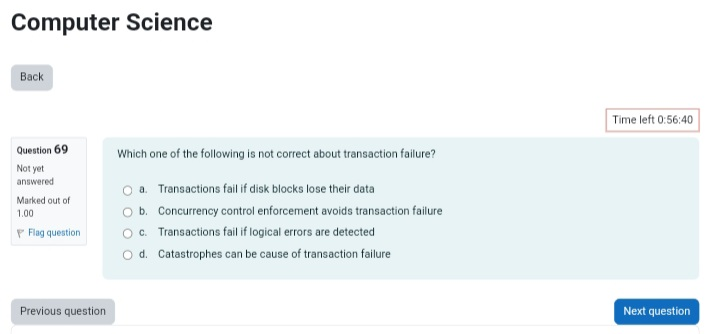 Computer Science
Back
Time left 0:56:40
Question 69
Not yet
answered
Marked out of
1.00
Flag question
Which one of the following is not correct about transaction failure?
a. Transactions fail if disk blocks lose their data
b. Concurrency control enforcement avoids transaction failure
c. Transactions fail if logical errors are detected
d. Catastrophes can be cause of transaction failure
Previous question
Next question